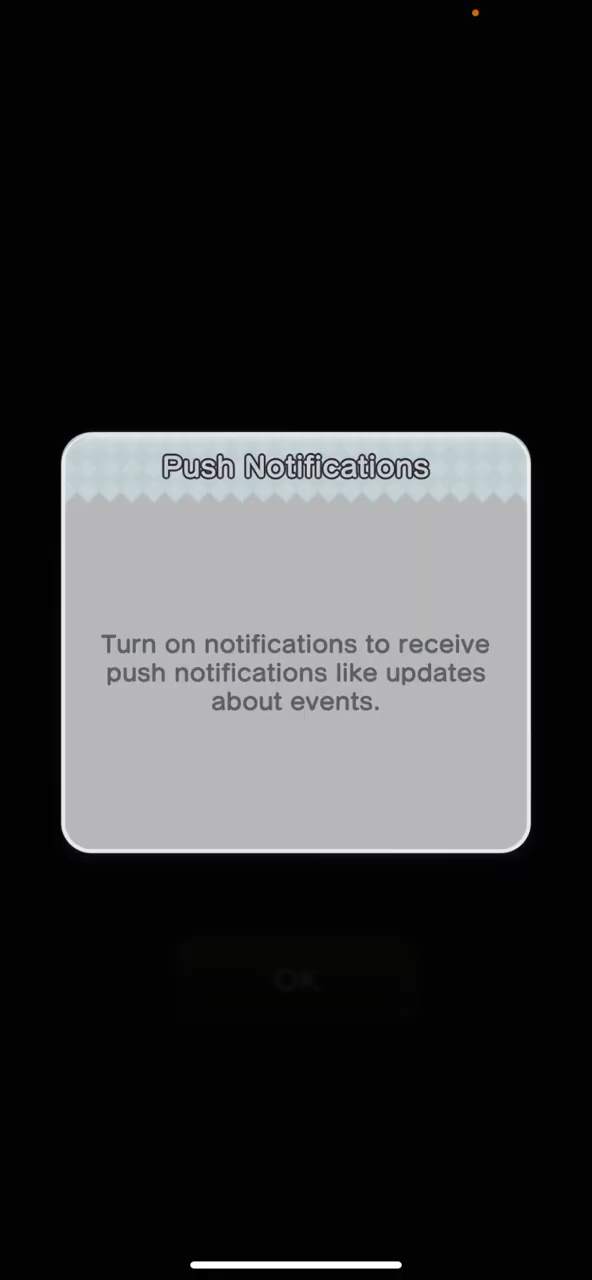 Push Notifications
Turn on notifications to receive
push notifications like updates
about events.
OK